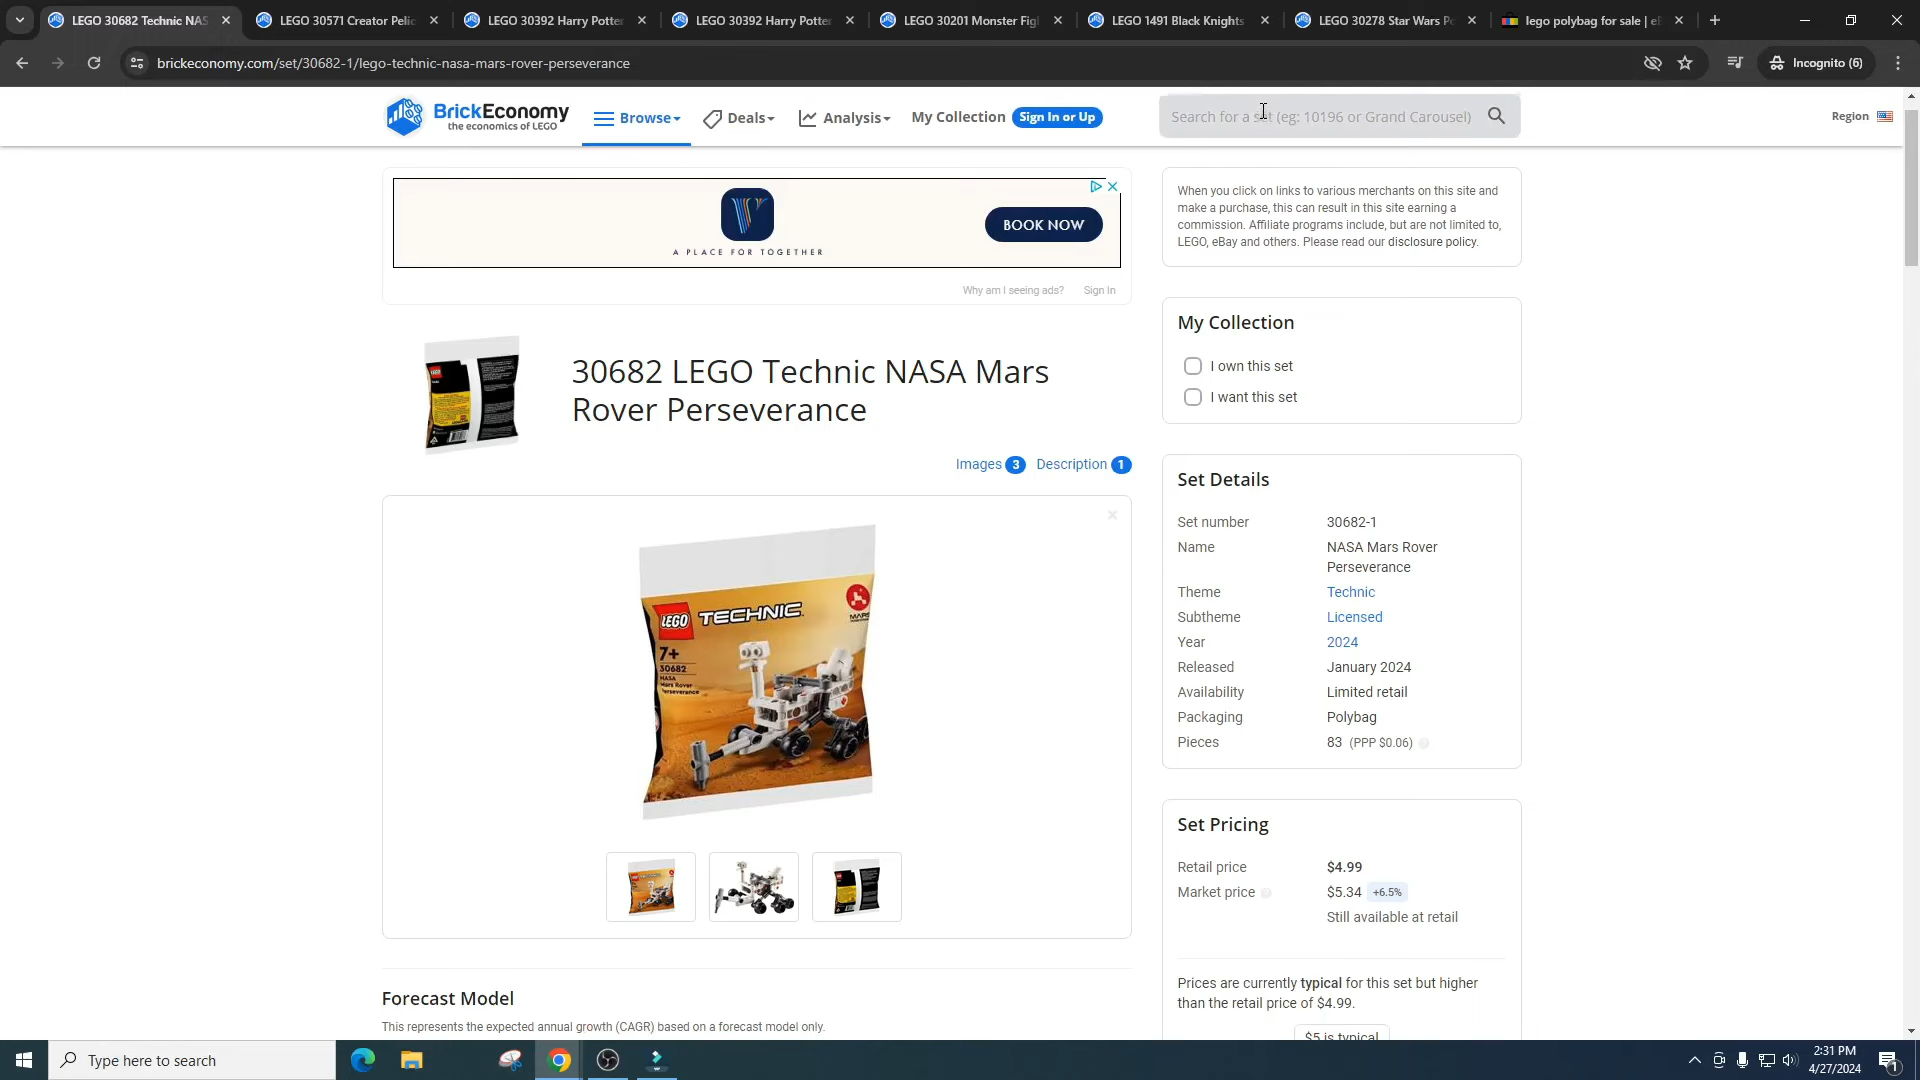 LEGO 30682 Technic NAS
LEGO 30571 Creator Pelic
LEGO 30392 Harry Potte
LEGO 30392 Harry Potte
LEGO 30201 Monster Fig
LEGO 1491 Black Knights
LEGO 30278 Star Wars P
lego polybag for sale | e
brickeconomy.com/set/30682-1/lego-technic-nasa-mars-rover-perseverance
Incognito (6)
BrickEconomy
the economics of LEGO
Browse
Deals
Analysis
My Collection
Sign In or Up
Search for a set (eg: 10196 or Grand Carousel)
Region
BOOK NOW
A PLACE FOR TOGETHER
Why am I seeing ads?
Sign In
When you click on links to various merchants on this site and
make a purchase, this can result in this site earning a
commission. Affiliate programs include, but are not limited to,
LEGO, eBay and others. Please read our disclosure policy.
30682 LEGO Technic NASA Mars
Rover Perseverance
Images 3
Description 1
My Collection
I own this set
I want this set
LEGO TECHNIC
MARS
7+
30682
NASA
Mars Rover
Perseverance
Set Details
Set number 30682-1
Name NASA Mars Rover
Perseverance
Theme Technic
Subtheme Licensed
Year 2024
Released January 2024
Availability Limited retail
Packaging Polybag
Pieces 83 (PPP $0.06)
Set Pricing
Retail price $4.99
Market price $5.34 +6.5%
Still available at retail
Prices are currently typical for this set but higher
than the retail price of $4.99.
$5 is typical
Forecast Model
This represents the expected annual growth (CAGR) based on a forecast model only.
Type here to search
2:31 PM
4/27/2024
1